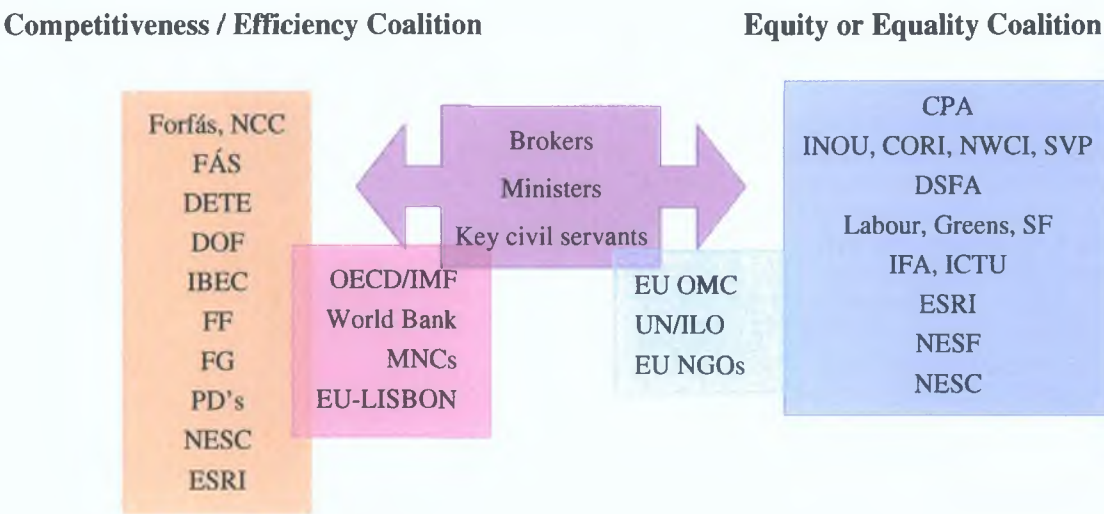 Competitiveness / Efficiency Coalition
Equity or Equality Coalition
Forfás, NCC
FÁS
DETE
DOF
IBEC
FF
FG
PD's
NESC
ESRI
OECD/IMF
World Bank
MNCs
EU-LISBON
Brokers
Ministers
Key civil servants
EU OMC
UN/ILO
EU NGOs
CPA
INOU, CORI, NWCI, SVP
DSFA
Labour, Greens, SF
IFA, ICTU
ESRI
NESF
NESC